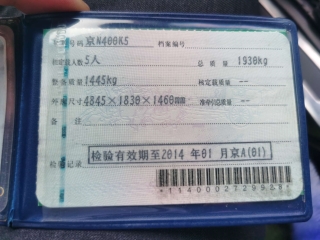 号牌号码 京N400K5 档案编号
核定载人数 5人 总质量 1930kg
整备质量 1445kg 核定载质量 --
外廓尺寸 4845×1830×1460mm 准牵引总质量 --
备注
检验有效期至2014年01月京A(01)
检验记录